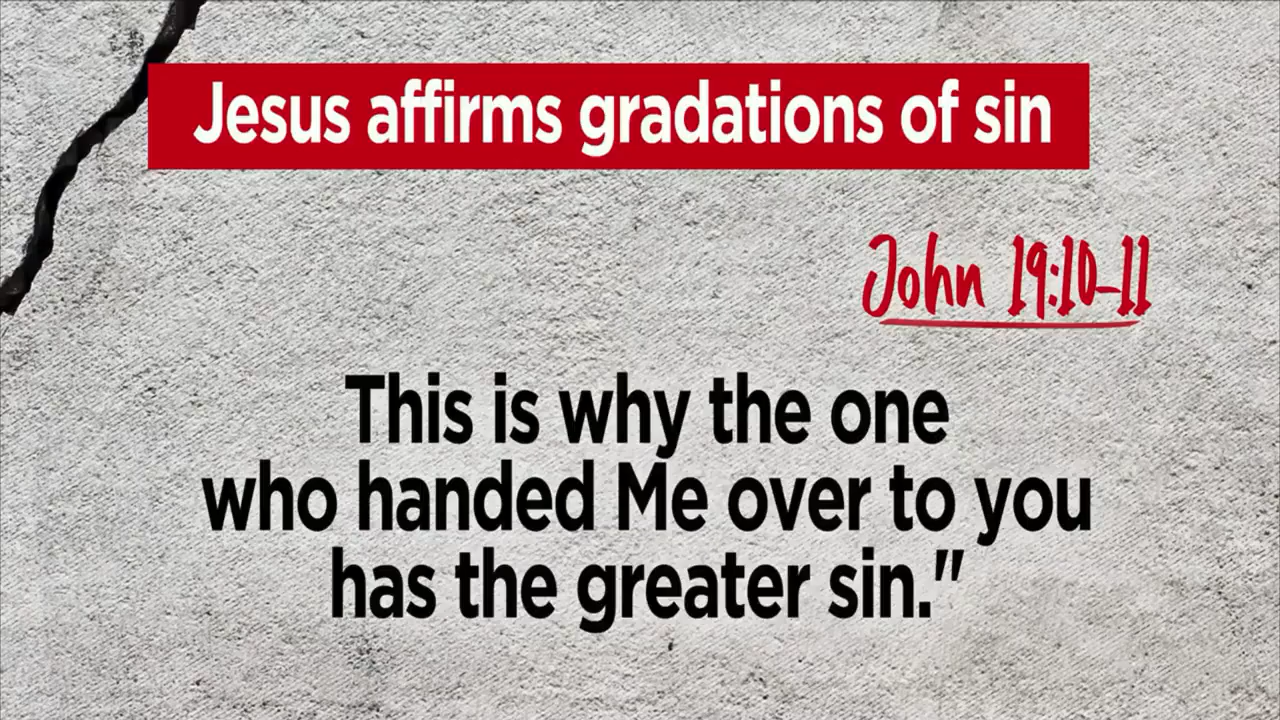 Jesus affirms gradations of sin
John 19:10-11
This is why the one
who handed Me over to you
has the greater sin."